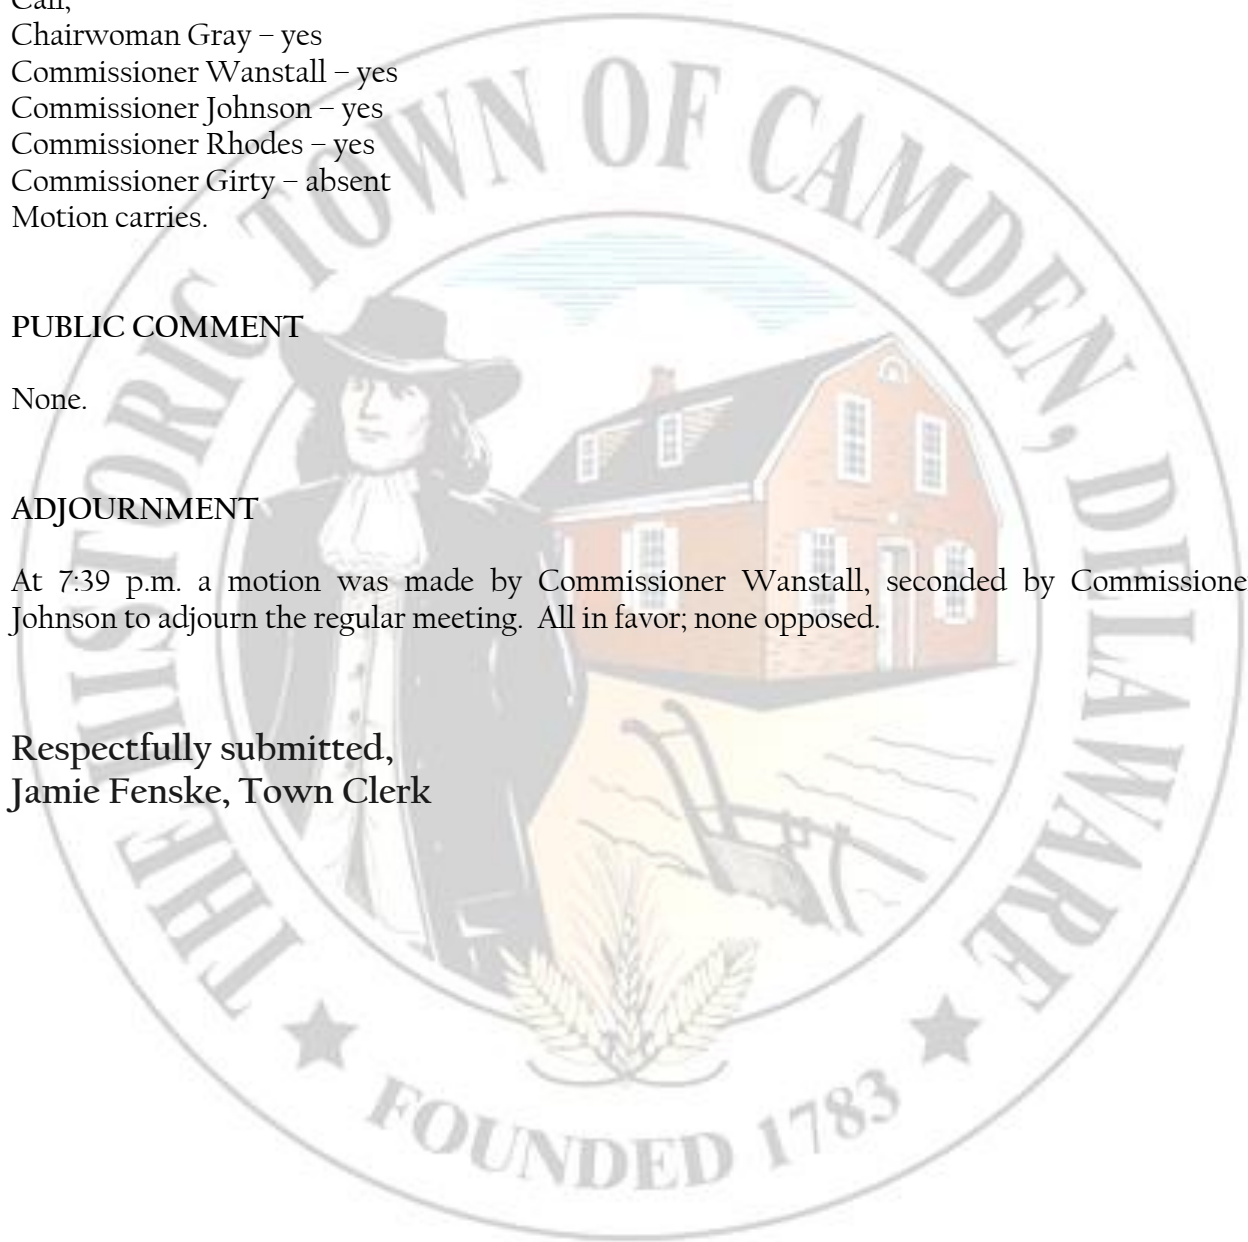 Call;
Chairwoman Gray – yes
Commissioner Wanstall – yes
Commissioner Johnson – yes
Commissioner Rhodes – yes
Commissioner Girty – absent
Motion carries.
PUBLIC COMMENT
None.
ADJOURNMENT
At 7:39 p.m. a motion was made by Commissioner Wanstall, seconded by Commissione
Johnson to adjourn the regular meeting. All in favor; none opposed.
Respectfully submitted,
Jamie Fenske, Town Clerk
THE HISTORIC TOWN OF CAMDEN, DELAWARE
FOUNDED 1783